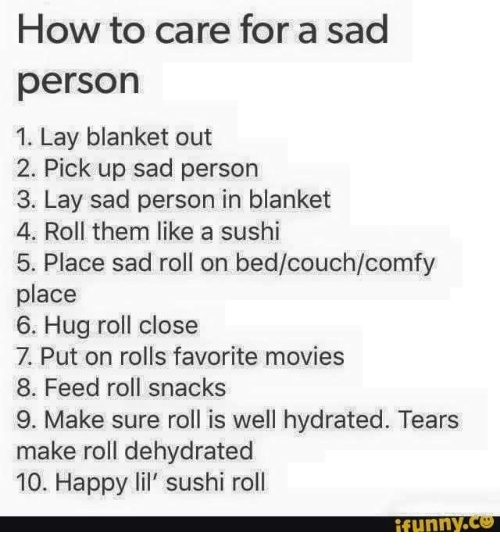 How to care for a sad
person
1. Lay blanket out
2. Pick up sad person
3. Lay sad person in blanket
4. Roll them like a sushi
5. Place sad roll on bed/couch/comfy
place
6. Hug roll close
7. Put on rolls favorite movies
8. Feed roll snacks
9. Make sure roll is well hydrated. Tears
make roll dehydrated
10. Happy lil' sushi roll
ifunny.co